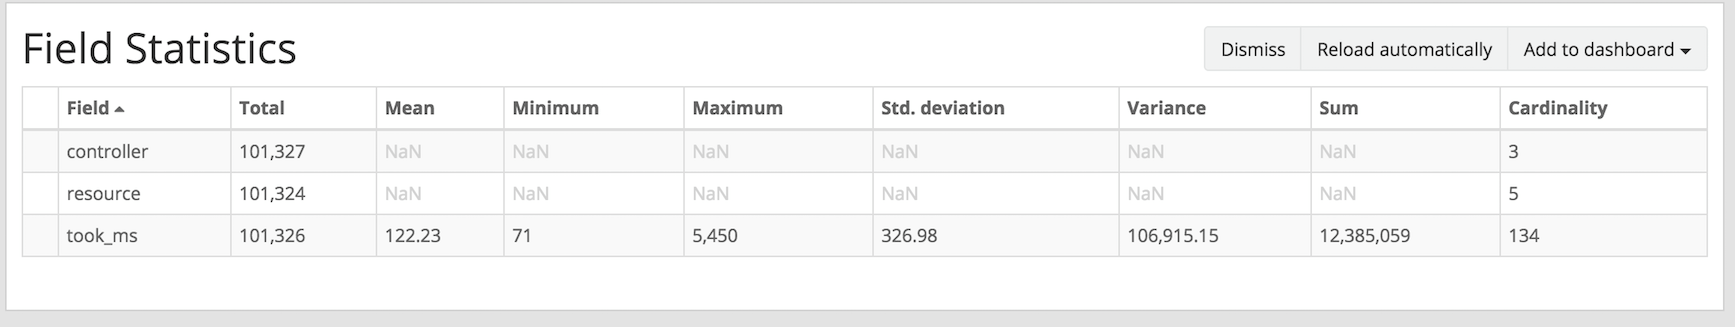 Field Statistics
Dismiss Reload automatically Add to dashboard
Field Total Mean Minimum Maximum Std. deviation Variance Sum Cardinality
controller 101,327 NaN NaN NaN NaN NaN NaN 3
resource 101,324 NaN NaN NaN NaN NaN NaN 5
took_ms 101,326 122.23 71 5,450 326.98 106,915.15 12,385,059 134